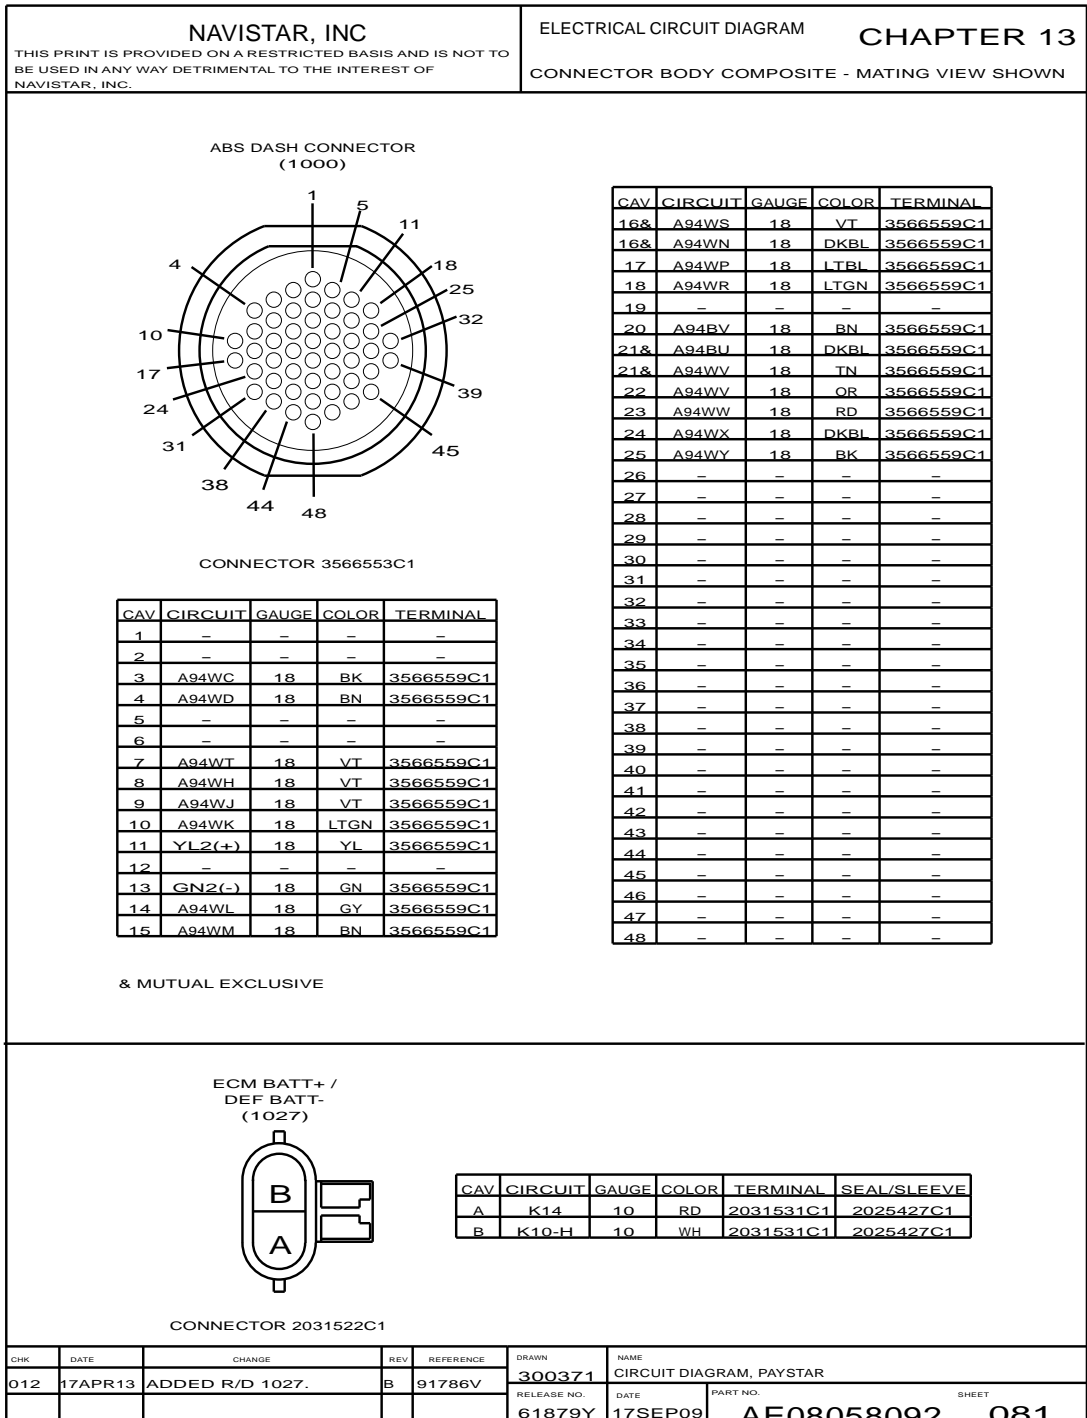 NAVISTAR, INC
THIS PRINT IS PROVIDED ON A RESTRICTED BASIS AND IS NOT TO
BE USED IN ANY WAY DETRIMENTAL TO THE INTEREST OF
NAVISTAR, INC.
ELECTRICAL CIRCUIT DIAGRAM
CHAPTER 13
CONNECTOR BODY COMPOSITE - MATING VIEW SHOWN
ABS DASH CONNECTOR
(1000)
1
5
11
4
18
25
32
10
17
39
24
31
45
38
44
48
CONNECTOR 3566553C1
CAV CIRCUIT GAUGE COLOR TERMINAL
1 – – – –
2 – – – –
3 A94WC 18 BK 3566559C1
4 A94WD 18 BN 3566559C1
5 – – – –
6 – – – –
7 A94WT 18 VT 3566559C1
8 A94WH 18 VT 3566559C1
9 A94WJ 18 VT 3566559C1
10 A94WK 18 LTGN 3566559C1
11 YL2(+) 18 YL 3566559C1
12 – – – –
13 GN2(-) 18 GN 3566559C1
14 A94WL 18 GY 3566559C1
15 A94WM 18 BN 3566559C1
CAV CIRCUIT GAUGE COLOR TERMINAL
16& A94WS 18 VT 3566559C1
16& A94WN 18 DKBL 3566559C1
17 A94WP 18 LTBL 3566559C1
18 A94WR 18 LTGN 3566559C1
19 – – – –
20 A94BV 18 BN 3566559C1
21& A94BU 18 DKBL 3566559C1
21& A94WV 18 TN 3566559C1
22 A94WV 18 OR 3566559C1
23 A94WW 18 RD 3566559C1
24 A94WX 18 DKBL 3566559C1
25 A94WY 18 BK 3566559C1
26 – – – –
27 – – – –
28 – – – –
29 – – – –
30 – – – –
31 – – – –
32 – – – –
33 – – – –
34 – – – –
35 – – – –
36 – – – –
37 – – – –
38 – – – –
39 – – – –
40 – – – –
41 – – – –
42 – – – –
43 – – – –
44 – – – –
45 – – – –
46 – – – –
47 – – – –
48 – – – –
& MUTUAL EXCLUSIVE
ECM BATT+ /
DEF BATT-
(1027)
B
A
CONNECTOR 2031522C1
CAV CIRCUIT GAUGE COLOR TERMINAL SEAL/SLEEVE
A K14 10 RD 2031531C1 2025427C1
B K10-H 10 WH 2031531C1 2025427C1
CHK DATE CHANGE REV REFERENCE
012 17APR13 ADDED R/D 1027. B 91786V
DRAWN
300371
NAME
CIRCUIT DIAGRAM, PAYSTAR
RELEASE NO.
61879Y
DATE
17SEP09
PART NO.
AE08058092
SHEET
081